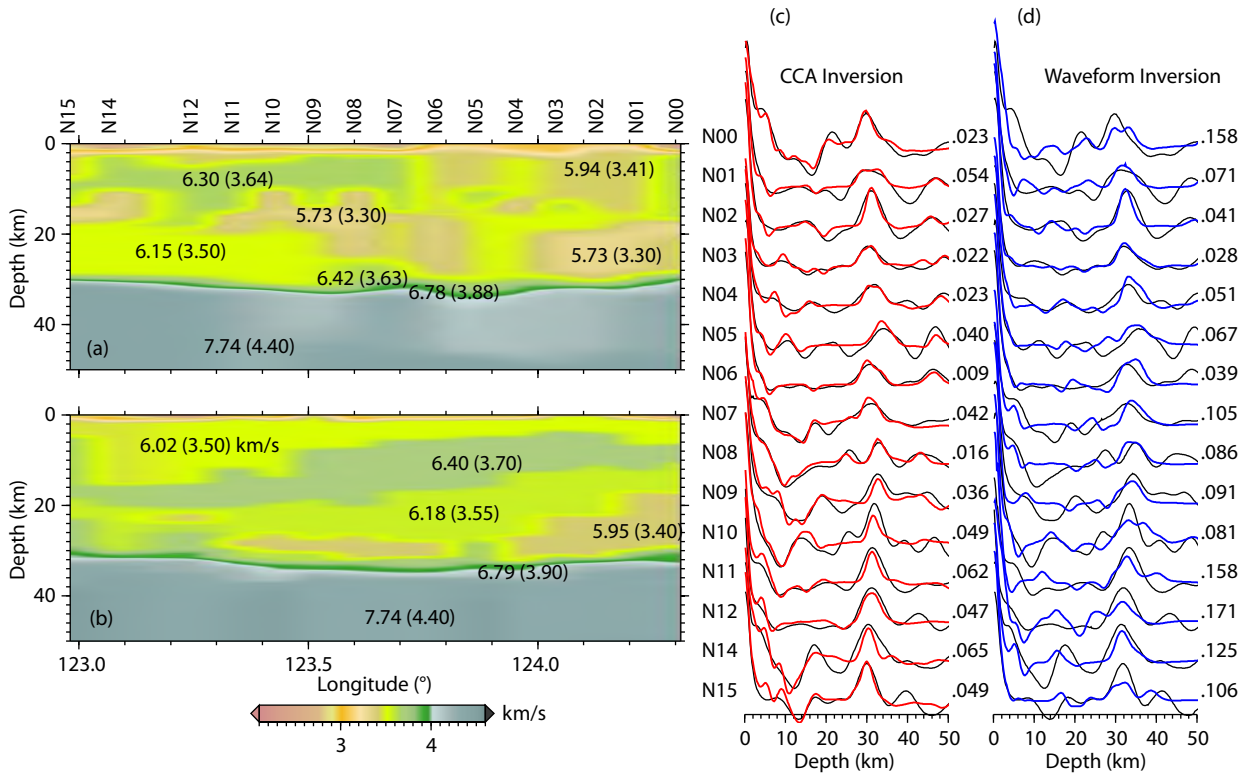 (c)
(d)
CCA Inversion
Waveform Inversion
N15 N14 N12 N11 N10 N09 N08 N07 N06 N05 N04 N03 N02 N01 N00
0
20
40
Depth (km)
6.30 (3.64)
5.94 (3.41)
5.73 (3.30)
6.15 (3.50)
5.73 (3.30)
6.42 (3.63)
6.78 (3.88)
7.74 (4.40)
(a)
0
20
40
Depth (km)
6.02 (3.50) km/s
6.40 (3.70)
6.18 (3.55)
5.95 (3.40)
6.79 (3.90)
7.74 (4.40)
(b)
123.0 123.5 124.0
Longitude (°)
km/s
3 4
N00 .023 .158
N01 .054 .071
N02 .027 .041
N03 .022 .028
N04 .023 .051
N05 .040 .067
N06 .009 .039
N07 .042 .105
N08 .016 .086
N09 .036 .091
N10 .049 .081
N11 .062 .158
N12 .047 .171
N14 .065 .125
N15 .049 .106
0 10 20 30 40 50
0 10 20 30 40 50
Depth (km)
Depth (km)